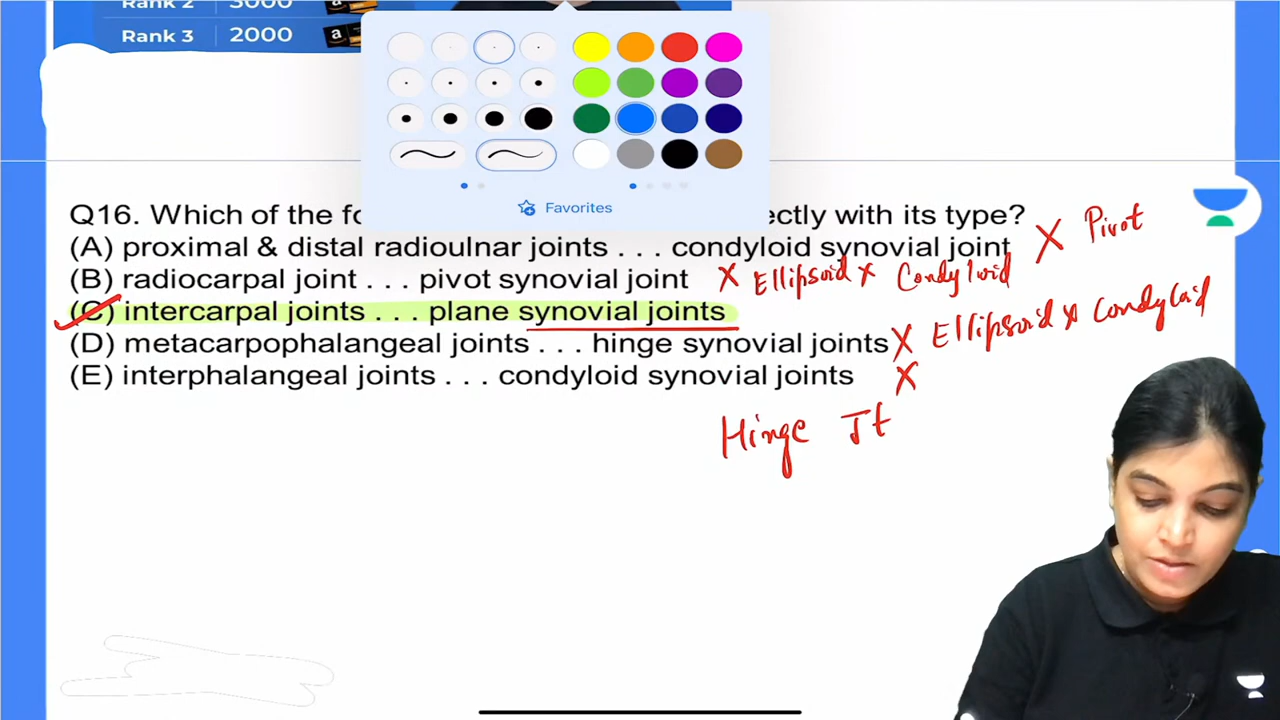 Rank 2 3000
Rank 3 2000 a
Favorites
Q16. Which of the fo ectly with its type?
(A) proximal & distal radioulnar joints . . . condyloid synovial joint X Pivot
(B) radiocarpal joint . . . pivot synovial joint X Ellipsoid x Condyloid
(C) intercarpal joints . . . plane synovial joints
(D) metacarpophalangeal joints . . . hinge synovial joints X Ellipsoid x Condyloid
(E) interphalangeal joints . . . condyloid synovial joints X
Hinge Jt